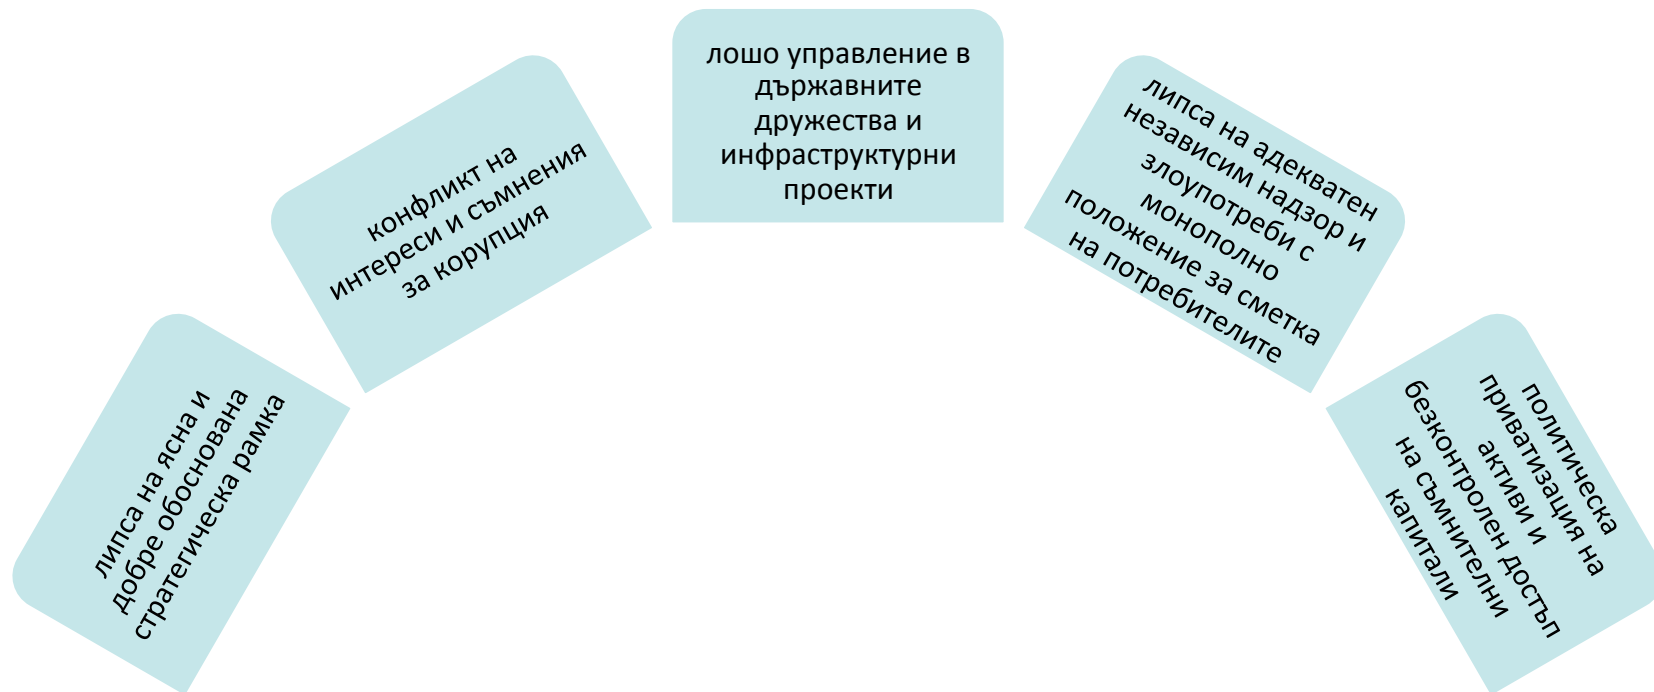 липса на ясна и
добре обоснована
стратегическа рамка
конфликт на
интереси и съмнения
за корупция
лошо управление в
държавните
дружества и
инфраструктурни
проекти
липса на адекватен
независим надзор и
злоупотреби с
монополно
положение за сметка
на потребителите
политическа
приватизация на
активи и
безконтролен достъп
на съмнителни
капитали